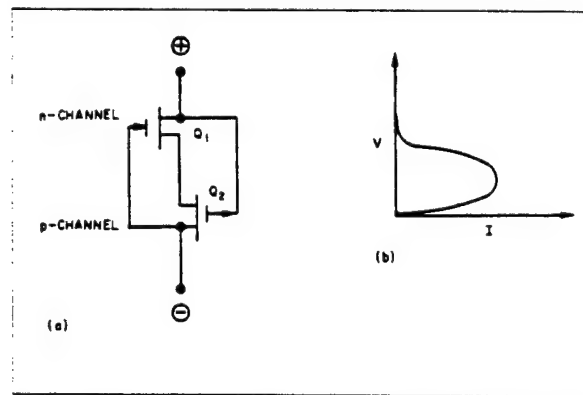 ⊕
n-CHANNEL
Q₁
Q₂
p-CHANNEL
⊖
(a)
V
I
(b)